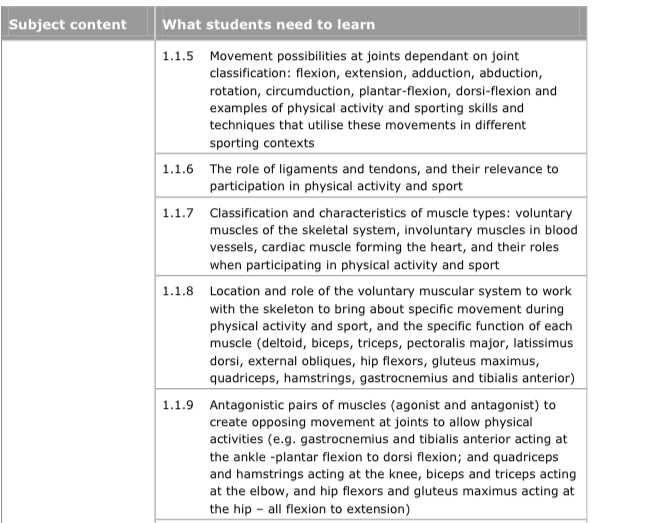 Subject content What students need to learn
1.1.5 Movement possibilities at joints dependant on joint
classification: flexion, extension, adduction, abduction,
rotation, circumduction, plantar-flexion, dorsi-flexion and
examples of physical activity and sporting skills and
techniques that utilise these movements in different
sporting contexts
1.1.6 The role of ligaments and tendons, and their relevance to
participation in physical activity and sport
1.1.7 Classification and characteristics of muscle types: voluntary
muscles of the skeletal system, involuntary muscles in blood
vessels, cardiac muscle forming the heart, and their roles
when participating in physical activity and sport
1.1.8 Location and role of the voluntary muscular system to work
with the skeleton to bring about specific movement during
physical activity and sport, and the specific function of each
muscle (deltoid, biceps, triceps, pectoralis major, latissimus
dorsi, external obliques, hip flexors, gluteus maximus,
quadriceps, hamstrings, gastrocnemius and tibialis anterior)
1.1.9 Antagonistic pairs of muscles (agonist and antagonist) to
create opposing movement at joints to allow physical
activities (e.g. gastrocnemius and tibialis anterior acting at
the ankle -plantar flexion to dorsi flexion; and quadriceps
and hamstrings acting at the knee, biceps and triceps acting
at the elbow, and hip flexors and gluteus maximus acting at
the hip – all flexion to extension)